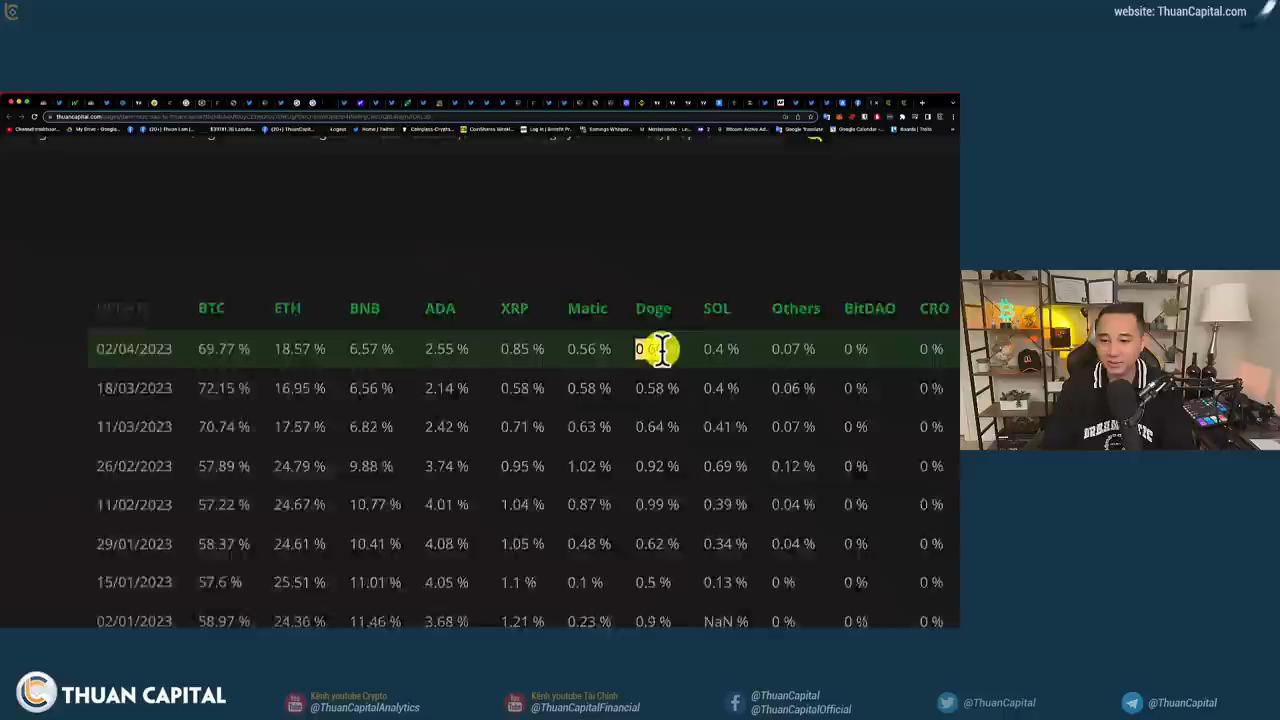 website: ThuanCapital.com
BTC ETH BNB ADA XRP Matic Doge SOL Others BitDAO CRO
02/04/2023 69.77 % 18.57 % 6.57 % 2.55 % 0.85 % 0.56 % 0 0.4 % 0.07 % 0 % 0 %
18/03/2023 72.15 % 16.95 % 6.56 % 2.14 % 0.58 % 0.58 % 0.58 % 0.4 % 0.06 % 0 % 0 %
11/03/2023 70.74 % 17.57 % 6.82 % 2.42 % 0.71 % 0.63 % 0.64 % 0.41 % 0.07 % 0 % 0 %
26/02/2023 57.89 % 24.79 % 9.88 % 3.74 % 0.95 % 1.02 % 0.92 % 0.69 % 0.12 % 0 % 0 %
11/02/2023 57.22 % 24.67 % 10.77 % 4.01 % 1.04 % 0.87 % 0.99 % 0.39 % 0.04 % 0 % 0 %
29/01/2023 58.37 % 24.61 % 10.41 % 4.08 % 1.05 % 0.48 % 0.62 % 0.34 % 0.04 % 0 % 0 %
15/01/2023 57.6 % 25.51 % 11.01 % 4.05 % 1.1 % 0.1 % 0.5 % 0.13 % 0 % 0 % 0 %
02/01/2023 58.97 % 24.36 % 11.46 % 3.68 % 1.21 % 0.23 % 0.9 % NaN % 0 % 0 % 0 %
THUAN CAPITAL
Kênh youtube Crypto
@ThuanCapitalAnalytics
Kênh youtube Tài Chính
@ThuanCapitalFinancial
@ThuanCapital
@ThuanCapitalOfficial
@ThuanCapital
@ThuanCapital